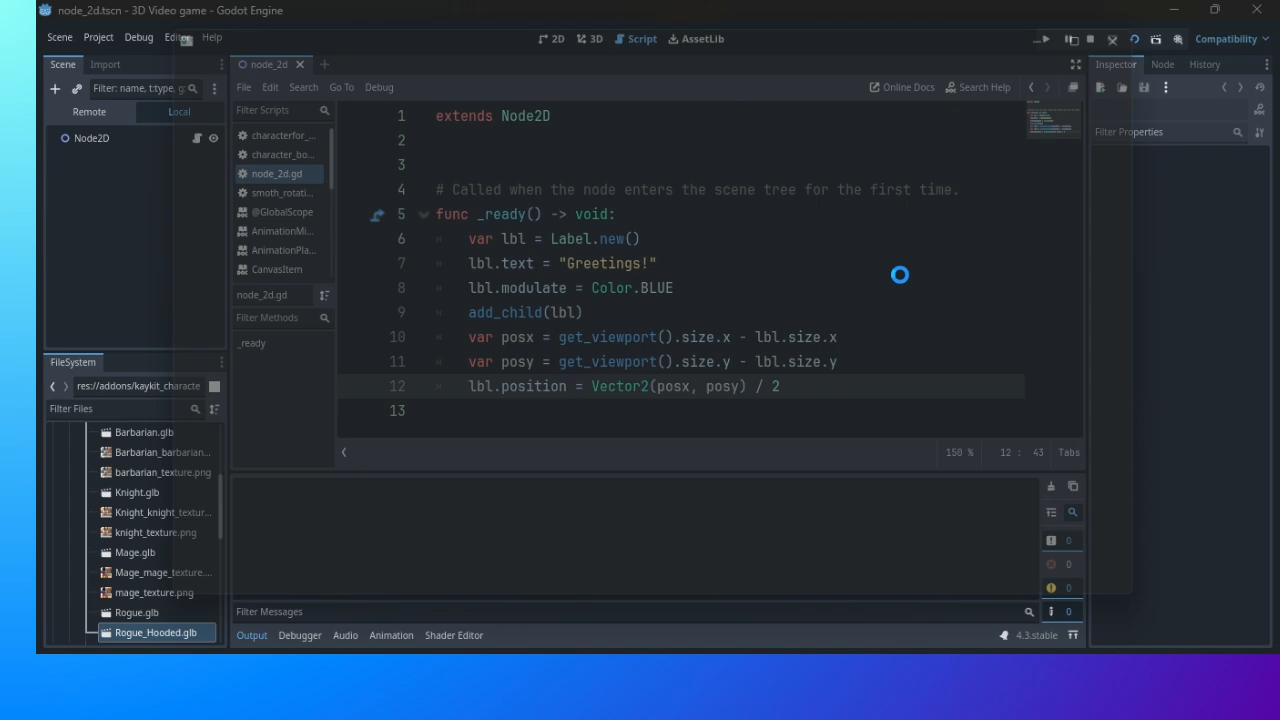 node_2d.tscn - 3D Video game - Godot Engine
Scene Project Debug Editor Help
2D 3D Script AssetLib
Compatibility
Scene Import
node_2d
Inspector Node History
Filter: name, t:type, g:
File Edit Search Go To Debug
Online Docs Search Help
Remote Local
Filter Scripts
Filter Properties
Node2D
characterfor_...
character_bo...
node_2d.gd
smoth_rotati...
@GlobalScope
AnimationMi...
AnimationPla...
CanvasItem
node_2d.gd
Filter Methods
_ready
1 extends Node2D
2
3
4 # Called when the node enters the scene tree for the first time.
5 func _ready() -> void:
6 var lbl = Label.new()
7 lbl.text = "Greetings!"
8 lbl.modulate = Color.BLUE
9 add_child(lbl)
10 var posx = get_viewport().size.x - lbl.size.x
11 var posy = get_viewport().size.y - lbl.size.y
12 lbl.position = Vector2(posx, posy) / 2
13
150 % 12 : 43 Tabs
FileSystem
res://addons/kaykit_characte
Filter Files
Barbarian.glb
Barbarian_barbarian...
barbarian_texture.png
Knight.glb
Knight_knight_textur...
knight_texture.png
Mage.glb
Mage_mage_texture....
mage_texture.png
Rogue.glb
Rogue_Hooded.glb
0
0
0
0
Filter Messages
Output Debugger Audio Animation Shader Editor
4.3.stable